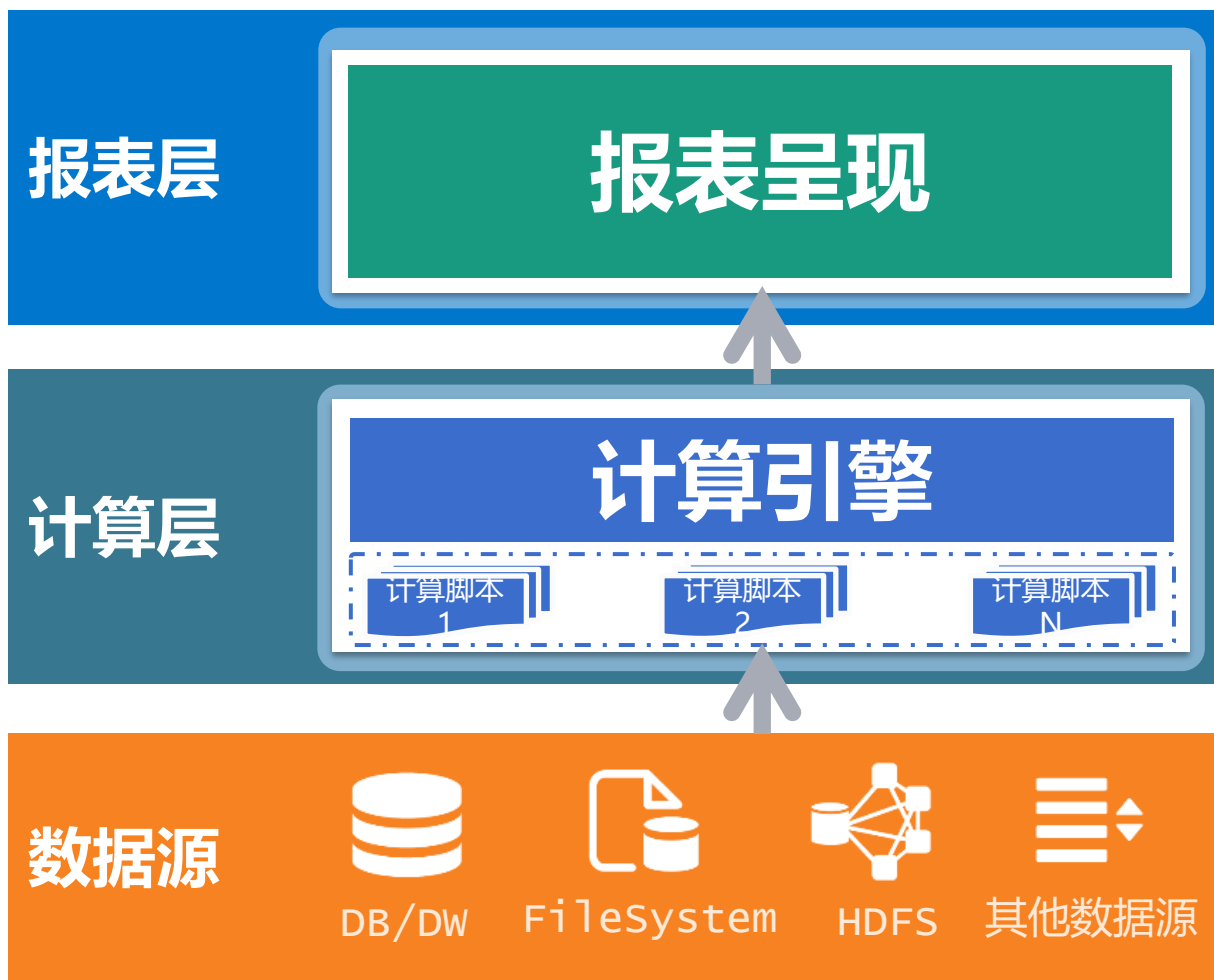 报表层
报表呈现
计算层
计算引擎
计算脚本
1
计算脚本
2
计算脚本
N
数据源
DB/DW
FileSystem
HDFS
其他数据源